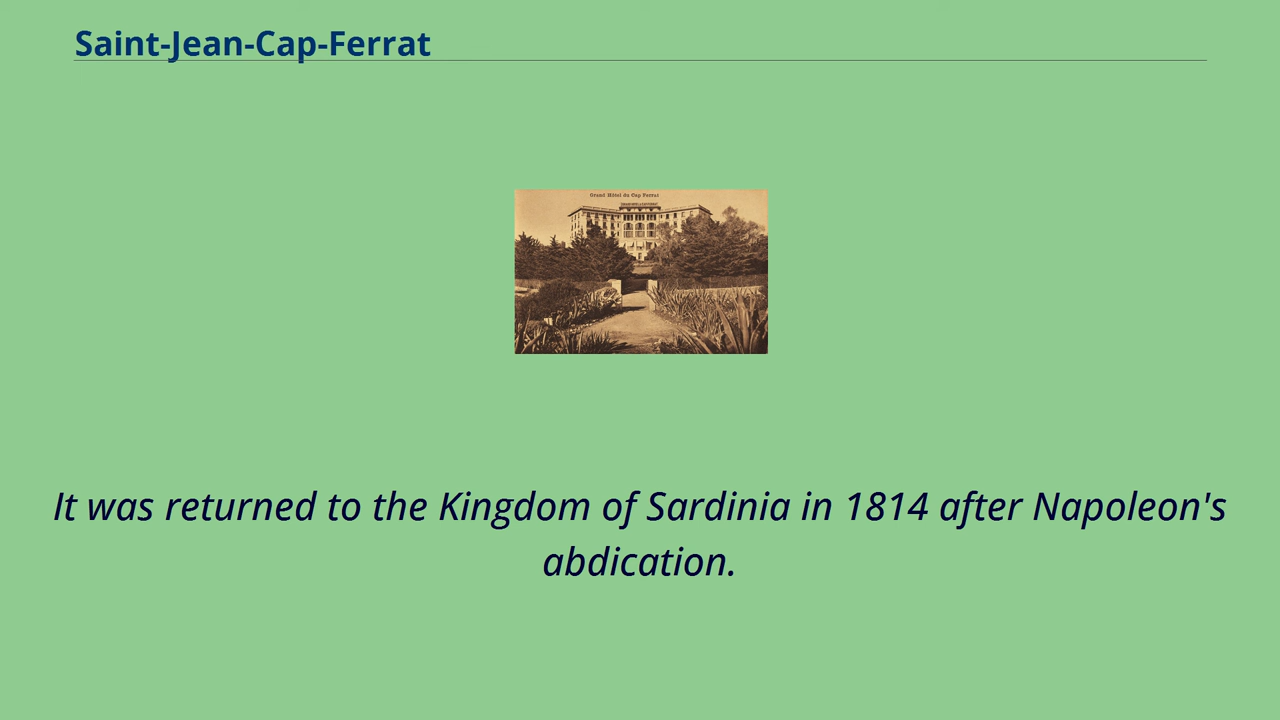 Saint-Jean-Cap-Ferrat
Grand Hôtel du Cap Ferrat
It was returned to the Kingdom of Sardinia in 1814 after Napoleon's
abdication.